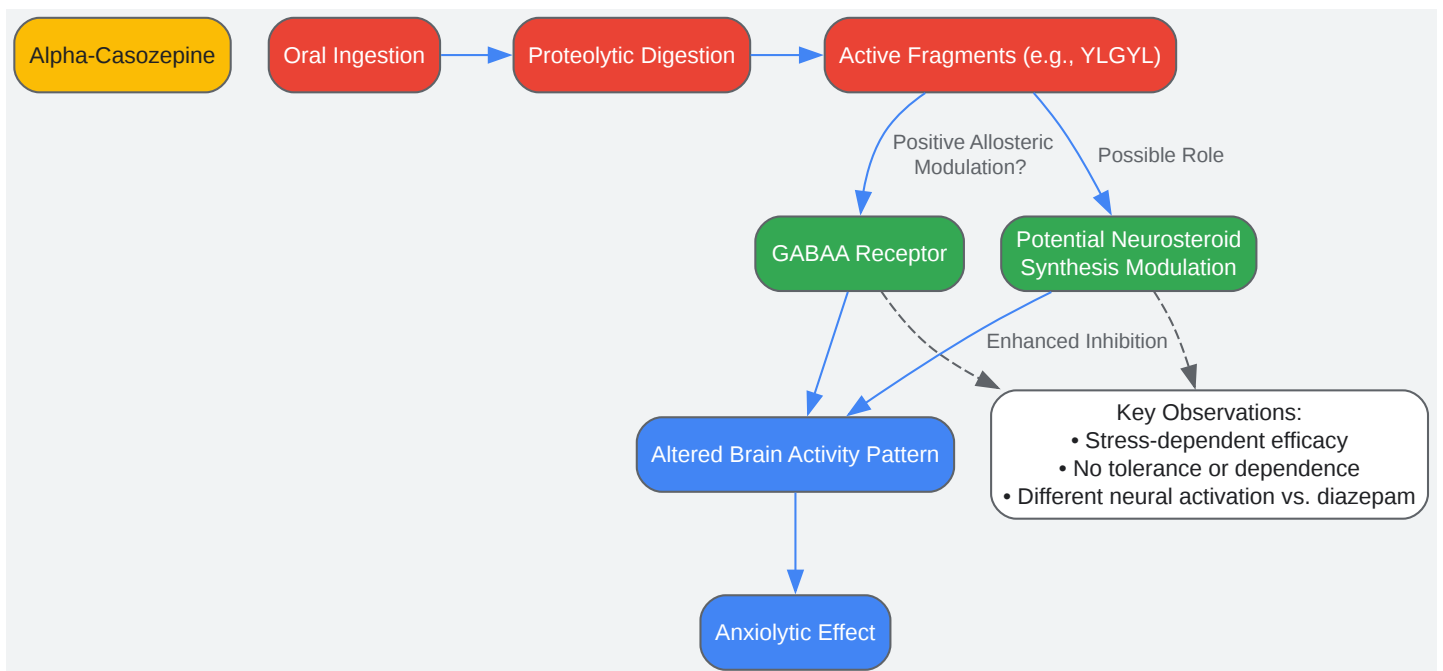 Alpha-Casozepine
Oral Ingestion
Proteolytic Digestion
Active Fragments (e.g., YLGYL)
Positive Allosteric
Modulation?
Possible Role
GABAA Receptor
Potential Neurosteroid
Synthesis Modulation
Enhanced Inhibition
Key Observations:
• Stress-dependent efficacy
• No tolerance or dependence
• Different neural activation vs. diazepam
Altered Brain Activity Pattern
Anxiolytic Effect